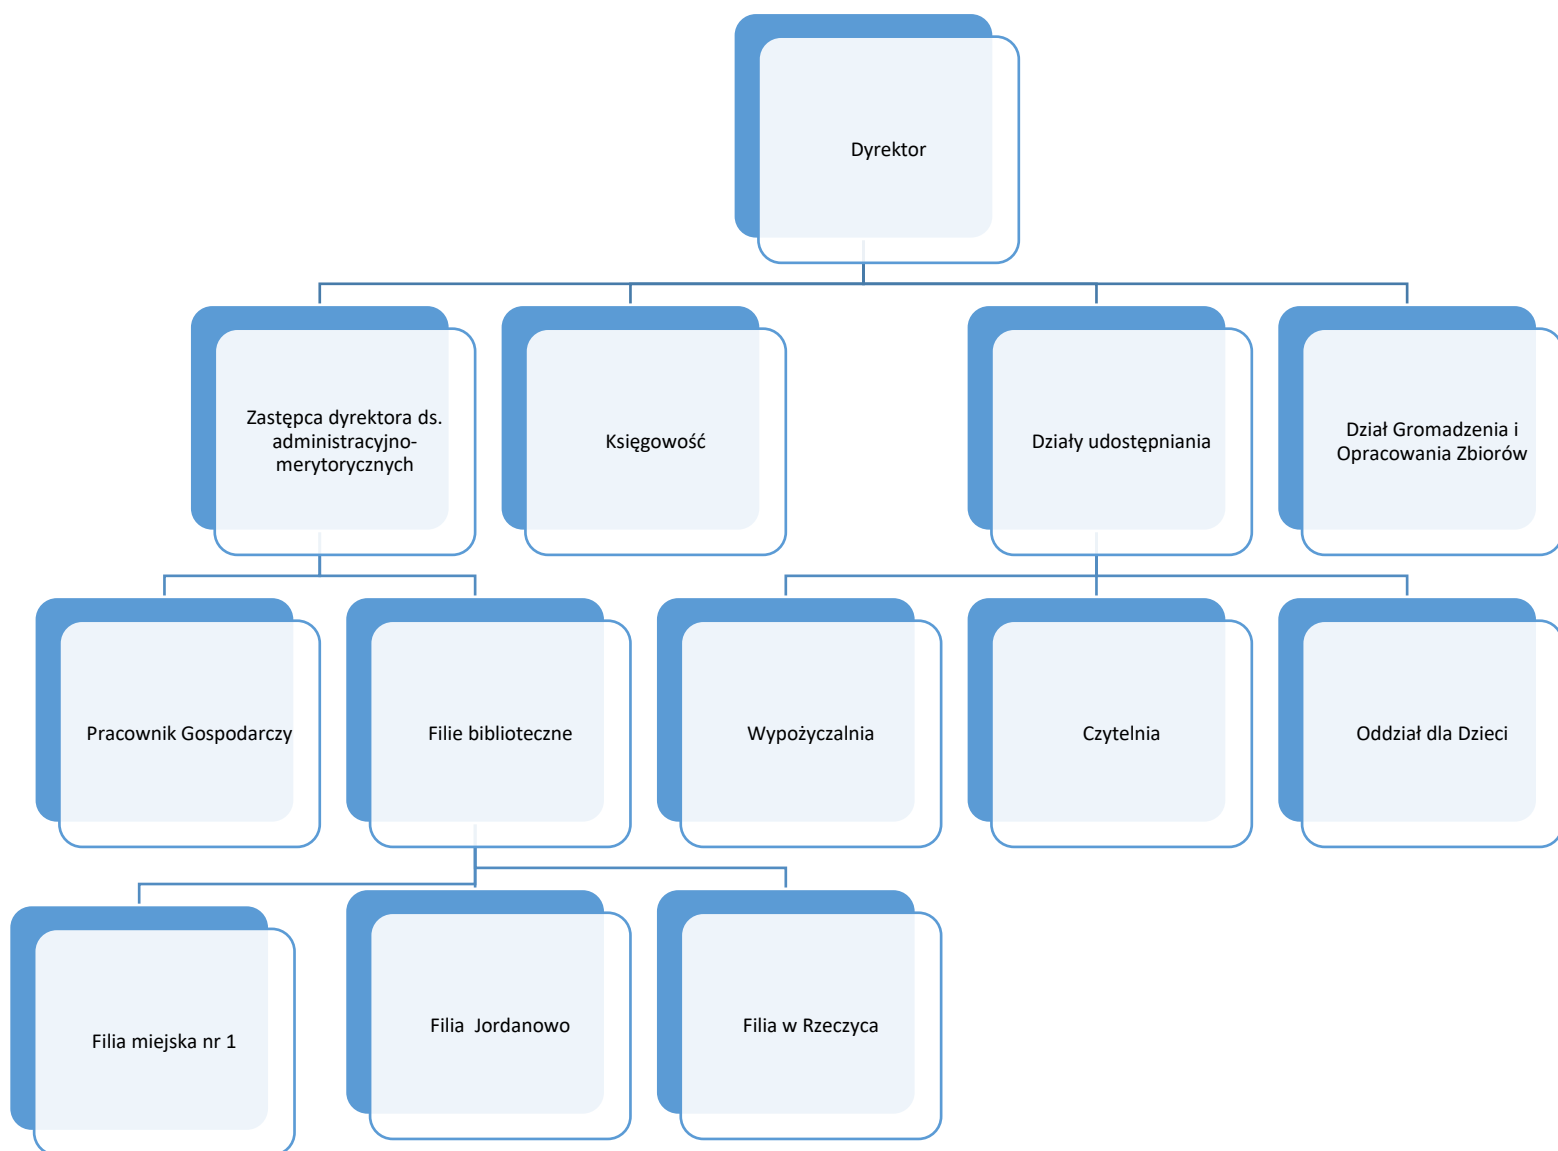 Dyrektor
Zastępca dyrektora ds.
administracyjno-
merytorycznych
Księgowość
Działy udostępniania
Dział Gromadzenia i
Opracowania Zbiorów
Pracownik Gospodarczy
Filie biblioteczne
Wypożyczalnia
Czytelnia
Oddział dla Dzieci
Filia miejska nr 1
Filia  Jordanowo
Filia w Rzeczyca